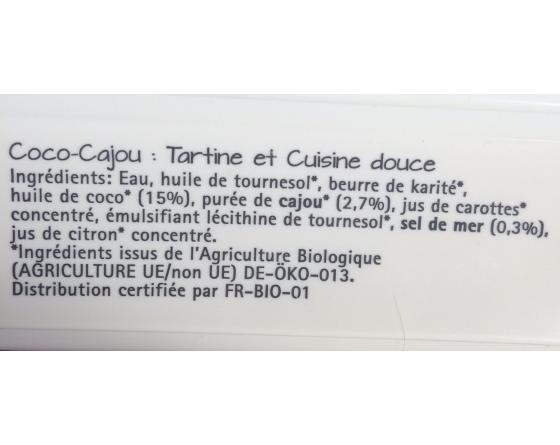 Coco-Cajou : Tartine et Cuisine douce
Ingrédients: Eau, huile de tournesol*, beurre de karité*,
huile de coco* (15%), purée de cajou* (2,7%), jus de carottes*
concentré, émulsifiant lécithine de tournesol*, sel de mer (0,3%),
jus de citron* concentré.
*Ingrédients issus de l'Agriculture Biologique
(AGRICULTURE UE/non UE) DE-ÖKO-013.
Distribution certifiée par FR-BIO-01